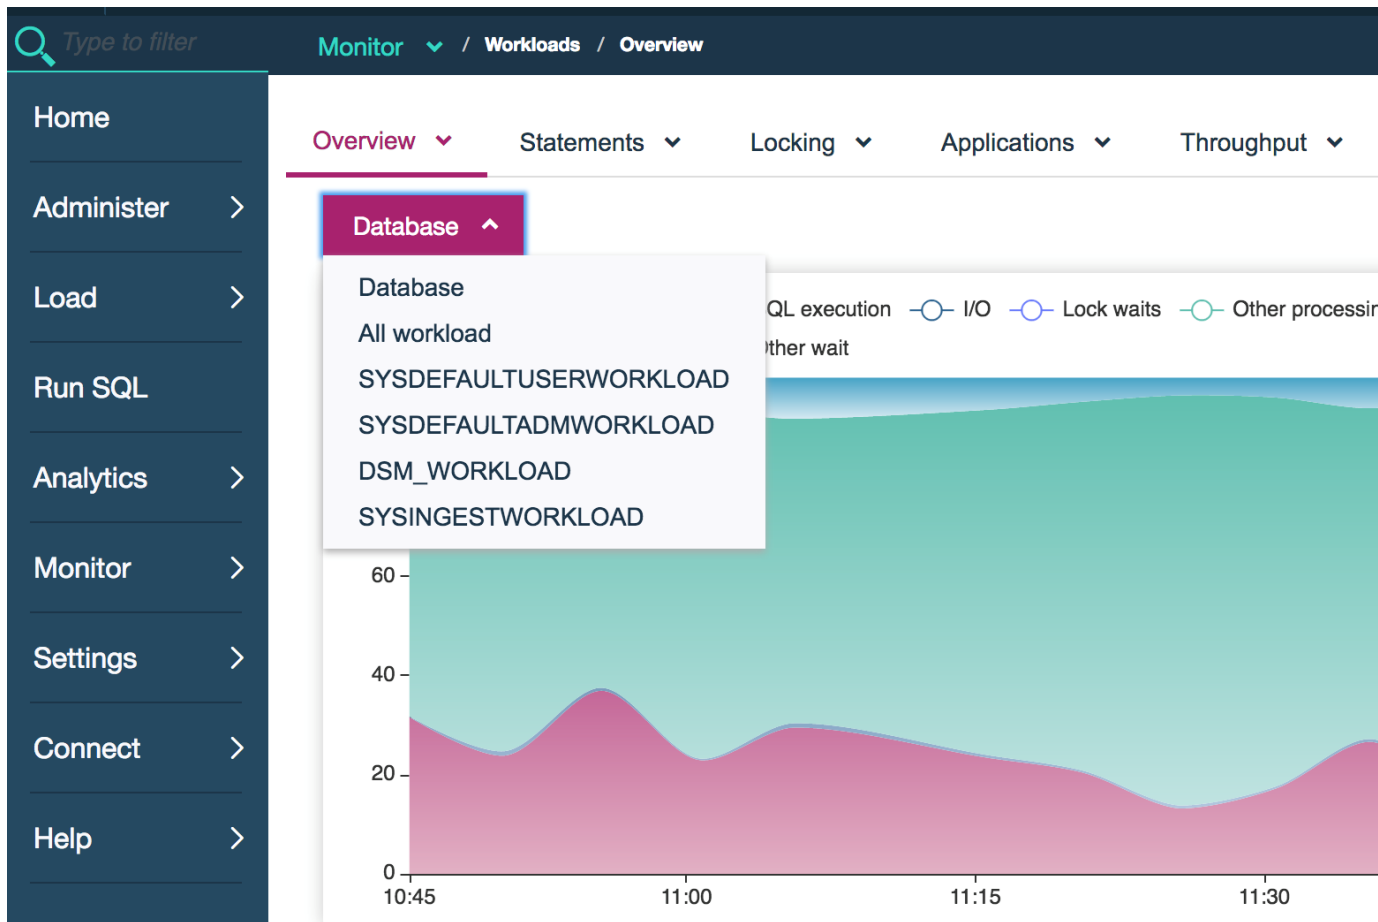 Type to filter
Monitor / Workloads / Overview
Home
Administer
Load
Run SQL
Analytics
Monitor
Settings
Connect
Help
Overview Statements Locking Applications Throughput
Database
Database
All workload
SYSDEFAULTUSERWORKLOAD
SYSDEFAULTADMWORKLOAD
DSM_WORKLOAD
SYSINGESTWORKLOAD
QL execution I/O Lock waits Other processin
ther wait
60
40
20
0
10:45 11:00 11:15 11:30